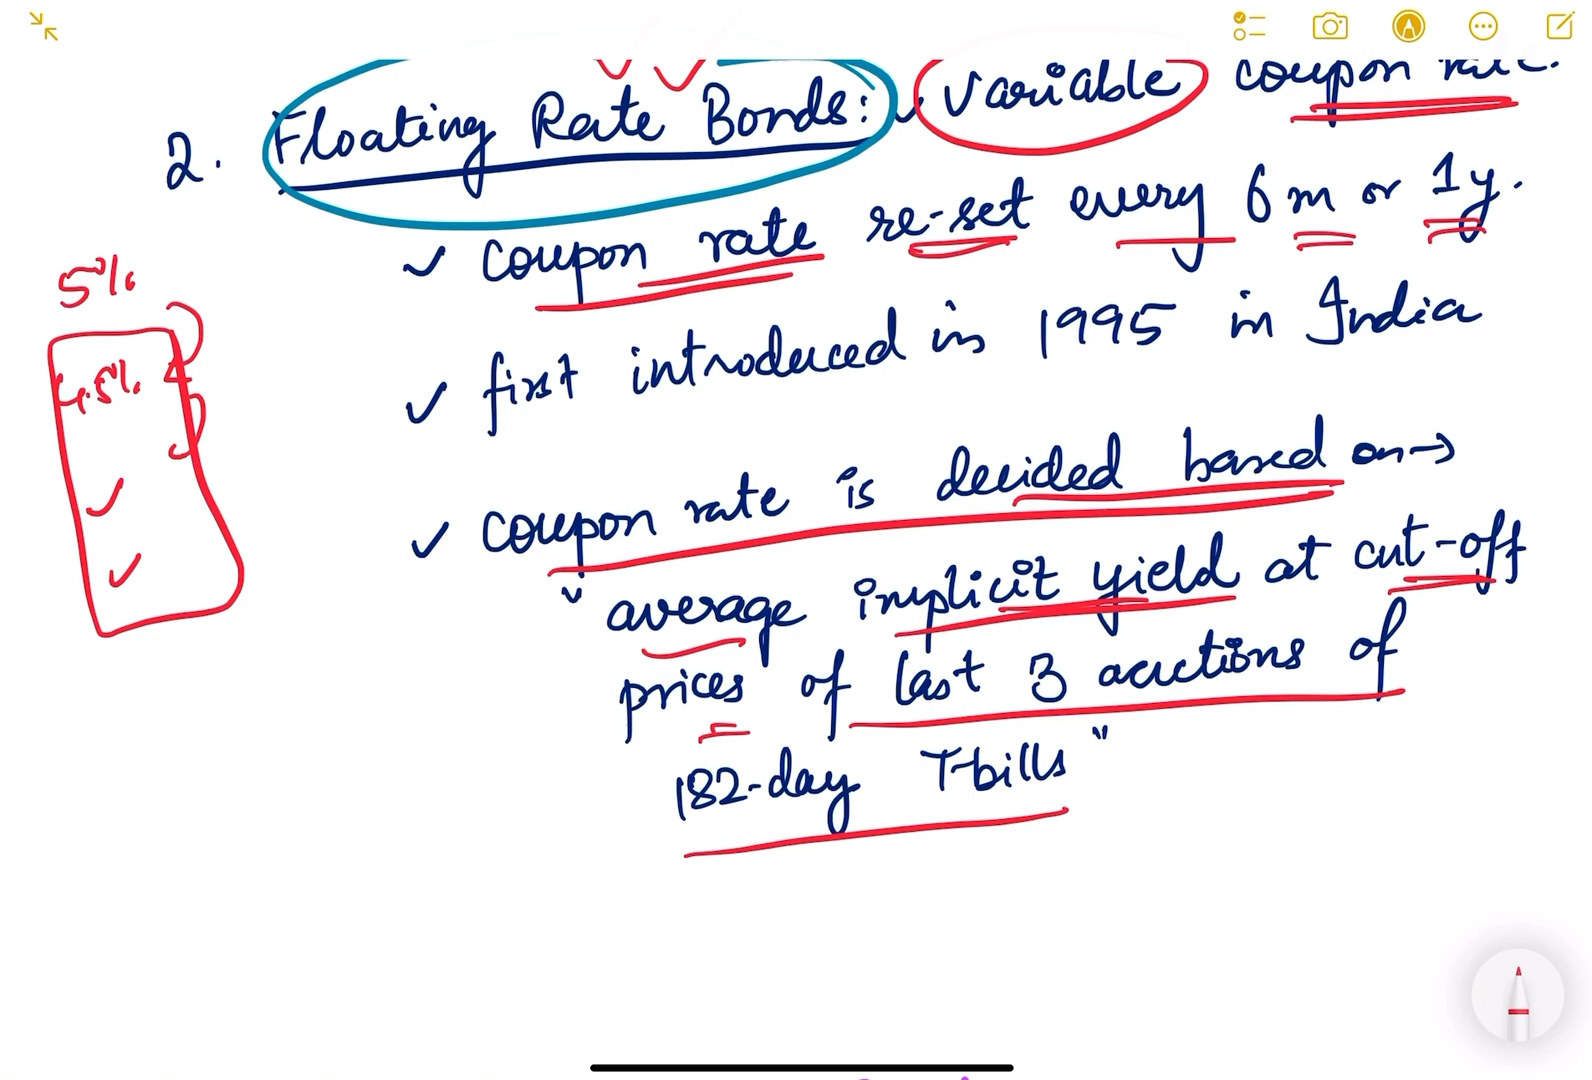 2. Floating Rate Bonds: Variable coupon rate.
✓ coupon rate re-set every 6 m or 1y.
5%
✓ first introduced in 1995 in India
4.5%
✓ coupon rate is decided based on →
"average implicit yield at cut-off
prices of last 3 auctions of
182-day T-bills"